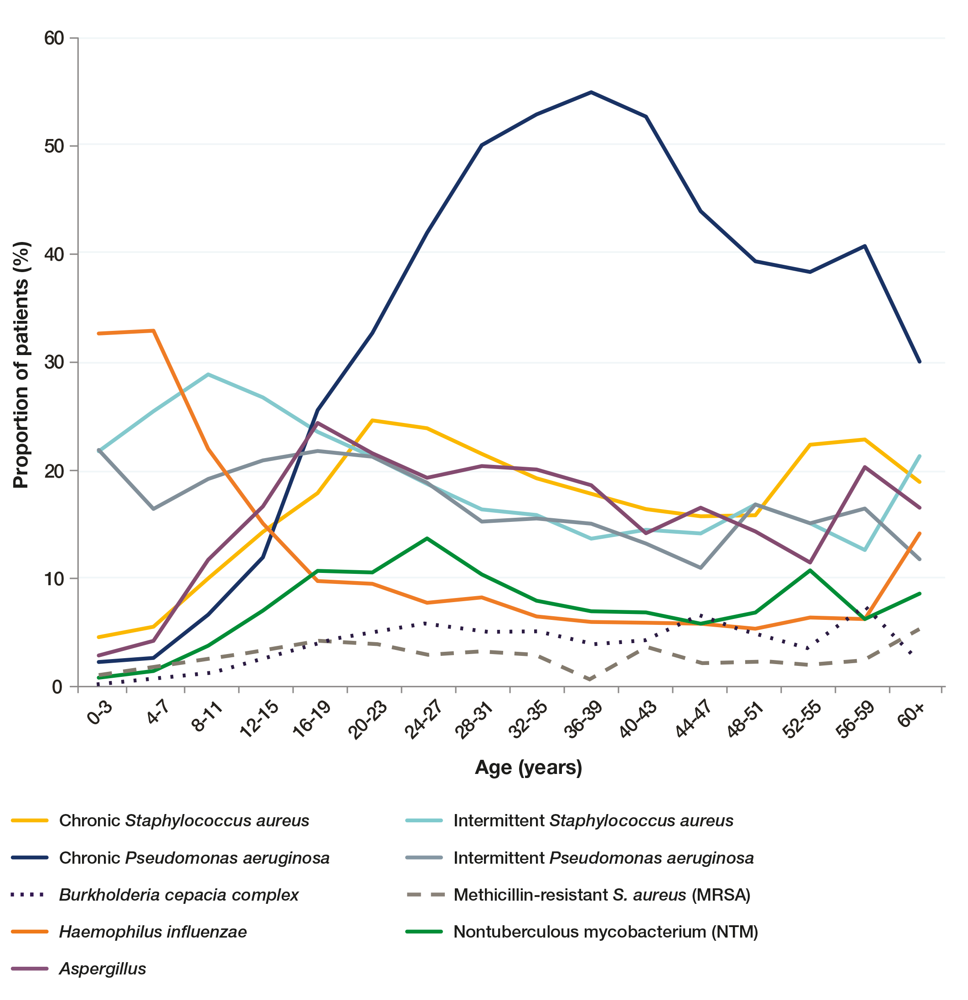 60
50
40
30
20
10
0
Proportion of patients (%)
0-3
4-7
8-11
12-15
16-19
20-23
24-27
28-31
32-35
36-39
40-43
44-47
48-51
52-55
56-59
60+
Age (years)
Chronic Staphylococcus aureus
Intermittent Staphylococcus aureus
Chronic Pseudomonas aeruginosa
Intermittent Pseudomonas aeruginosa
Burkholderia cepacia complex
Methicillin-resistant S. aureus (MRSA)
Haemophilus influenzae
Nontuberculous mycobacterium (NTM)
Aspergillus